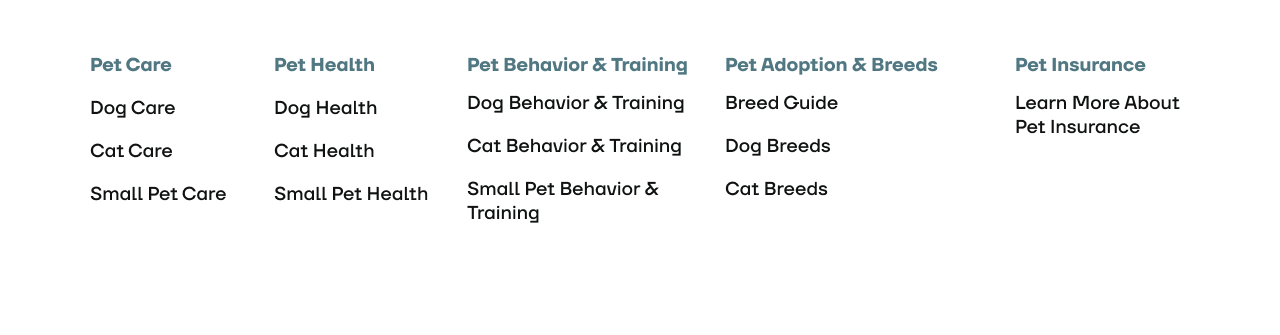 Pet Care
Dog Care
Cat Care
Small Pet Care
Pet Health
Dog Health
Cat Health
Small Pet Health
Pet Behavior & Training
Dog Behavior & Training
Cat Behavior & Training
Small Pet Behavior &
Training
Pet Adoption & Breeds
Breed Guide
Dog Breeds
Cat Breeds
Pet Insurance
Learn More About
Pet Insurance